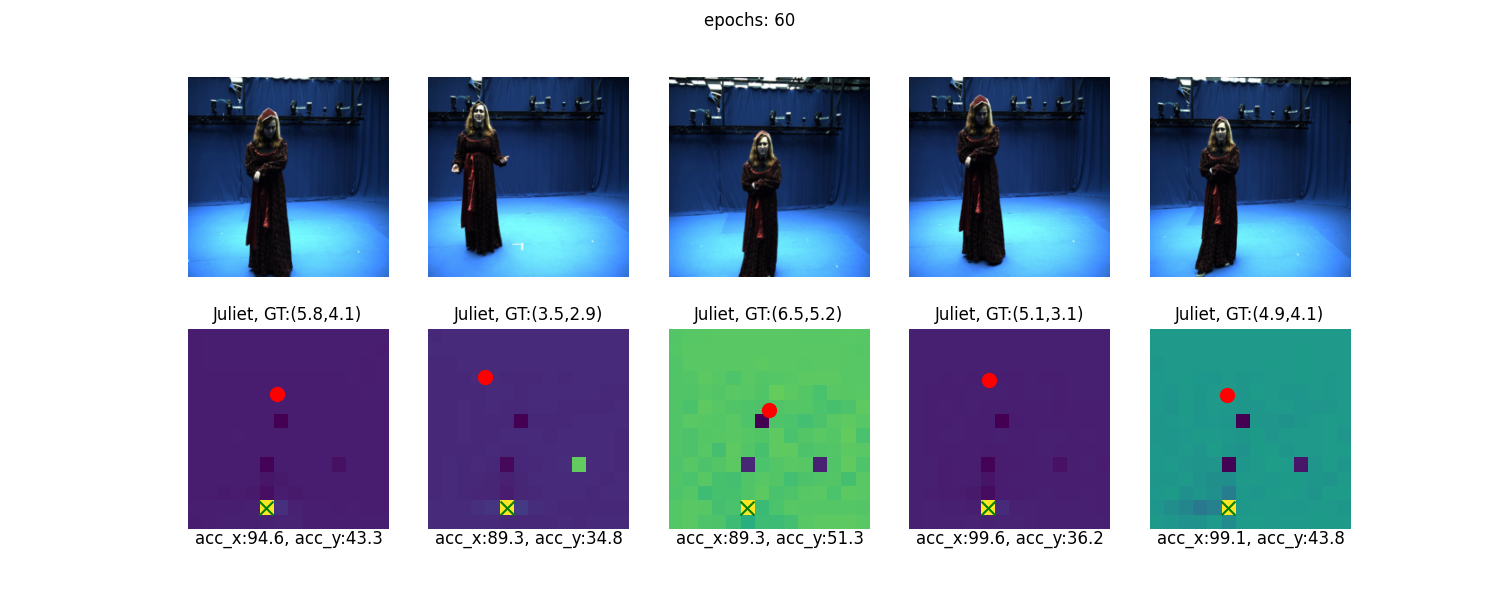 epochs: 60
Juliet, GT:(5.8,4.1)
Juliet, GT:(3.5,2.9)
Juliet, GT:(6.5,5.2)
Juliet, GT:(5.1,3.1)
Juliet, GT:(4.9,4.1)
acc_x:94.6, acc_y:43.3
acc_x:89.3, acc_y:34.8
acc_x:89.3, acc_y:51.3
acc_x:99.6, acc_y:36.2
acc_x:99.1, acc_y:43.8